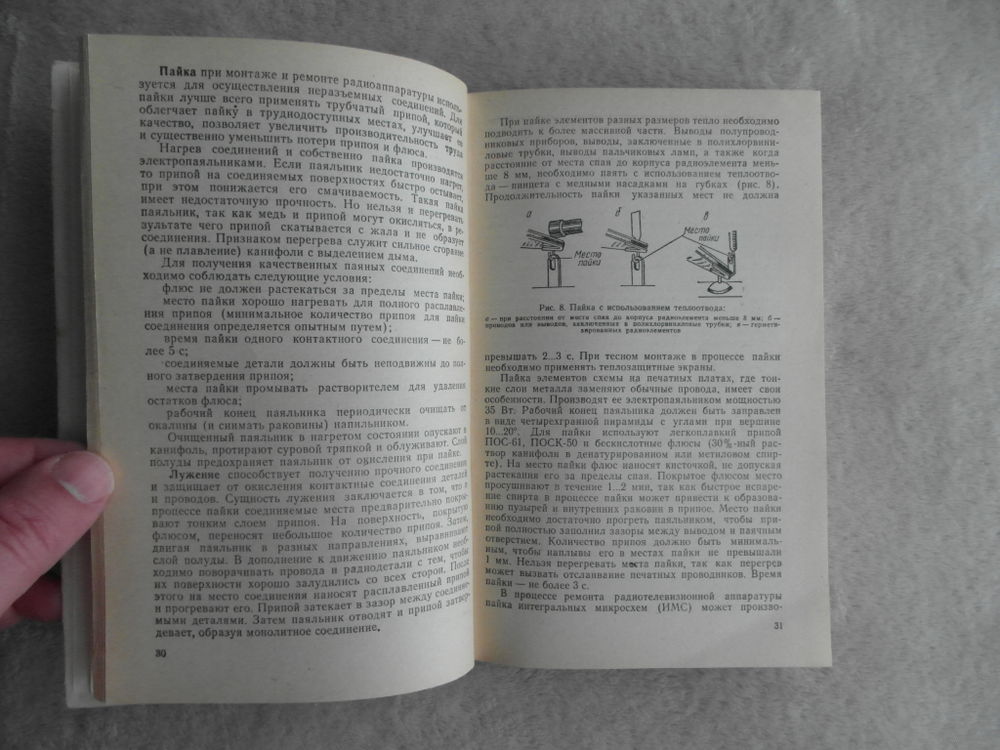 Пайка при монтаже и ремонте радиоаппаратуры исполь-
зуется для осуществления неразъемных соединений. Для
пайки лучше всего применять трубчатый припой, который
облегчает пайку в труднодоступных местах, улучшает ее
качество, позволяет увеличить производительность труда
и существенно уменьшить потери припоя и флюса.
Нагрев соединений и собственно пайка производятся
электропаяльниками. Если паяльник недостаточно нагрет,
то припой на соединяемых поверхностях быстро остывает,
при этом понижается его смачиваемость. Такая пайка
имеет недостаточную прочность. Но нельзя и перегревать
паяльник, так как медь и припой могут окисляться, в ре-
зультате чего припой скатывается с жала и не образует
соединения. Признаком перегрева служит сильное сгорание
(а не плавление) канифоли с выделением дыма.
Для получения качественных паяных соединений необ-
ходимо соблюдать следующие условия:
флюс не должен растекаться за пределы места пайки;
место пайки хорошо нагревать для полного расплавле-
ния припоя (минимальное количество припоя для пайки
соединения определяется опытным путем);
время пайки одного контактного соединения — не бо-
лее 5 с;
соединяемые детали должны быть неподвижны до пол-
ного затвердения припоя;
места пайки промывать растворителем для удаления
остатков флюса;
рабочий конец паяльника периодически очищать от
окалины (и снимать раковины) напильником.
Очищенный паяльник в нагретом состоянии опускают в
канифоль, протирают суровой тряпкой и облуживают. Слой
полуды предохраняет паяльник от окисления при пайке.
Лужение способствует получению прочного соединения
и защищает от окисления контактные соединения деталей
и проводов. Сущность лужения заключается в том, что в
процессе пайки соединяемые места предварительно покры-
вают тонким слоем припоя. На поверхность, покрытую
флюсом, переносят небольшое количество припоя. Затем,
двигая паяльник в разных направлениях, выравнивают
слой полуды. В дополнение к движению паяльником необ-
ходимо поворачивать провода и радиодетали с тем, чтобы
их поверхности хорошо залудились со всех сторон. После
этого на место соединения наносят расплавленный припой
и прогревают его. Припой затекает в зазор между соединяе-
мыми деталями. Затем паяльник отводят и припой затвер-
девает, образуя монолитное соединение.
30
При пайке элементов разных размеров тепло необходимо
подводить к более массивной части. Выводы полупровод-
никовых приборов, выводы, заключенные в полихлорвини-
ловые трубки, выводы пальчиковых ламп, а также когда
расстояние от места спая до корпуса радиоэлемента мень-
ше 8 мм, необходимо паять с использованием теплоотво-
да — пинцета с медными насадками на губках (рис. 8).
Продолжительность пайки указанных мест не должна
а
б
в
Место
пайки
Место
пайки
Рис. 8. Пайка с использованием теплоотвода:
а — при расстоянии от места спая до корпуса радиоэлемента меньше 8 мм; б —
проводов или выводов, заключенных в полихлорвиниловые трубки; в — гермети-
зированных радиоэлементов
превышать 2...3 с. При тесном монтаже в процессе пайки
необходимо применять теплозащитные экраны.
Пайка элементов схемы на печатных платах, где тон-
кие слои металла заменяют обычные провода, имеет свои
особенности. Производят ее электропаяльником мощностью
35 Вт. Рабочий конец паяльника должен быть заправлен
в виде четырехгранной пирамиды с углами при вершине
10...20°. Для пайки используют легкоплавкий припой
ПОС-61, ПОСК-50 и бескислотные флюсы (30%-ный рас-
твор канифоли в денатурированном или метиловом спир-
те). На место пайки флюс наносят кисточкой, не допуская
растекания его за пределы спая. Покрытое флюсом место
просушивают в течение 1...2 мин, так как быстрое испаре-
ние спирта в процессе пайки может привести к образова-
нию пузырей и внутренних раковин в припое. Место пайки
необходимо достаточно прогреть паяльником, чтобы при-
пой полностью заполнил зазоры между выводом и паячным
отверстием. Количество припоя должно быть минималь-
ным, чтобы наплывы его в местах пайки не превышали
1 мм. Нельзя перегревать места пайки, так как перегрев
может вызвать отслаивание печатных проводников. Время
пайки — не более 3 с.
В процессе ремонта радиотелевизионной аппаратуры
пайка интегральных микросхем (ИМС) может произво-
31